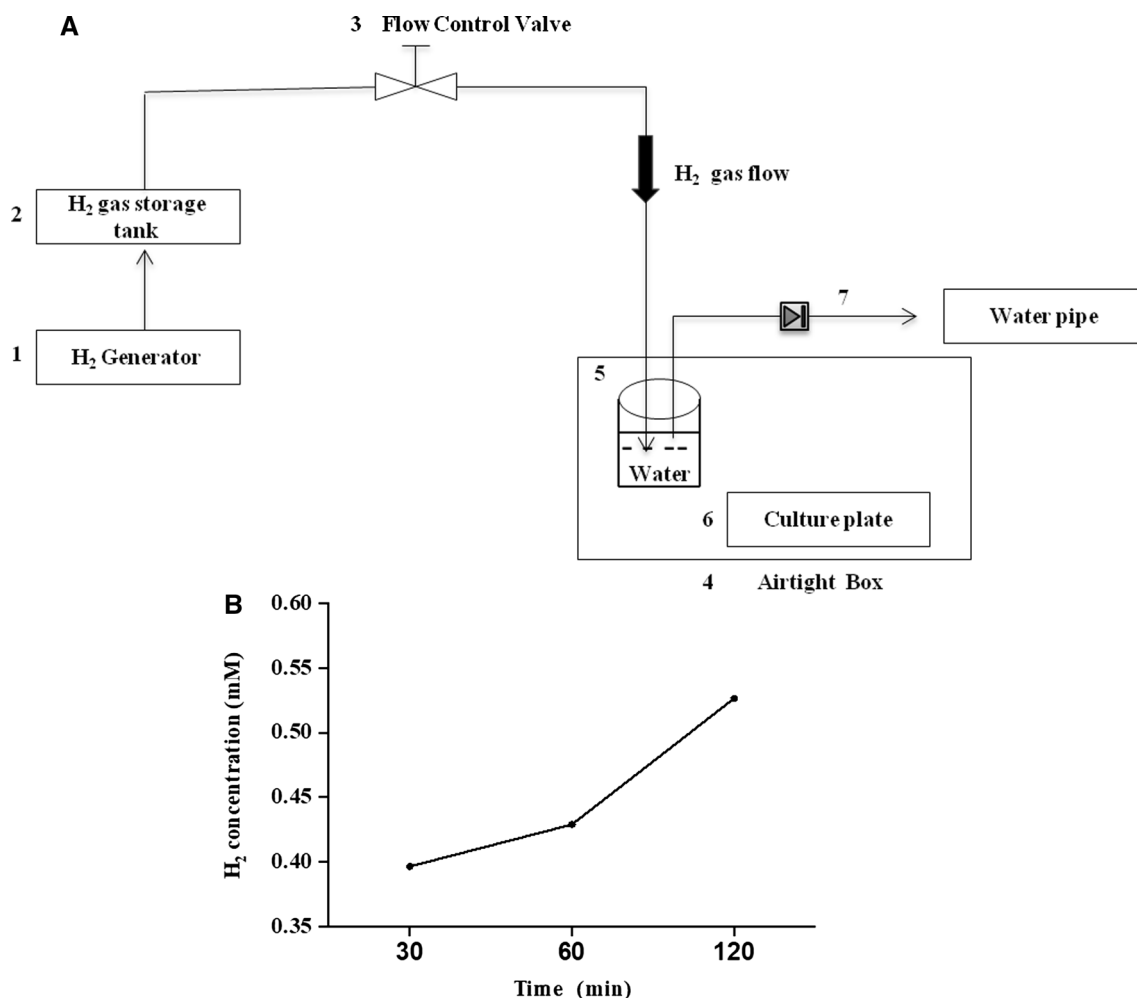 A
3 Flow Control Valve
H₂ gas flow
2
H₂ gas storage
tank
7
Water pipe
1
H₂ Generator
5
Water
6
Culture plate
4 Airtight Box
B
H₂ concentration (mM)
0.60
0.55
0.50
0.45
0.40
0.35
30 60 120
Time (min)